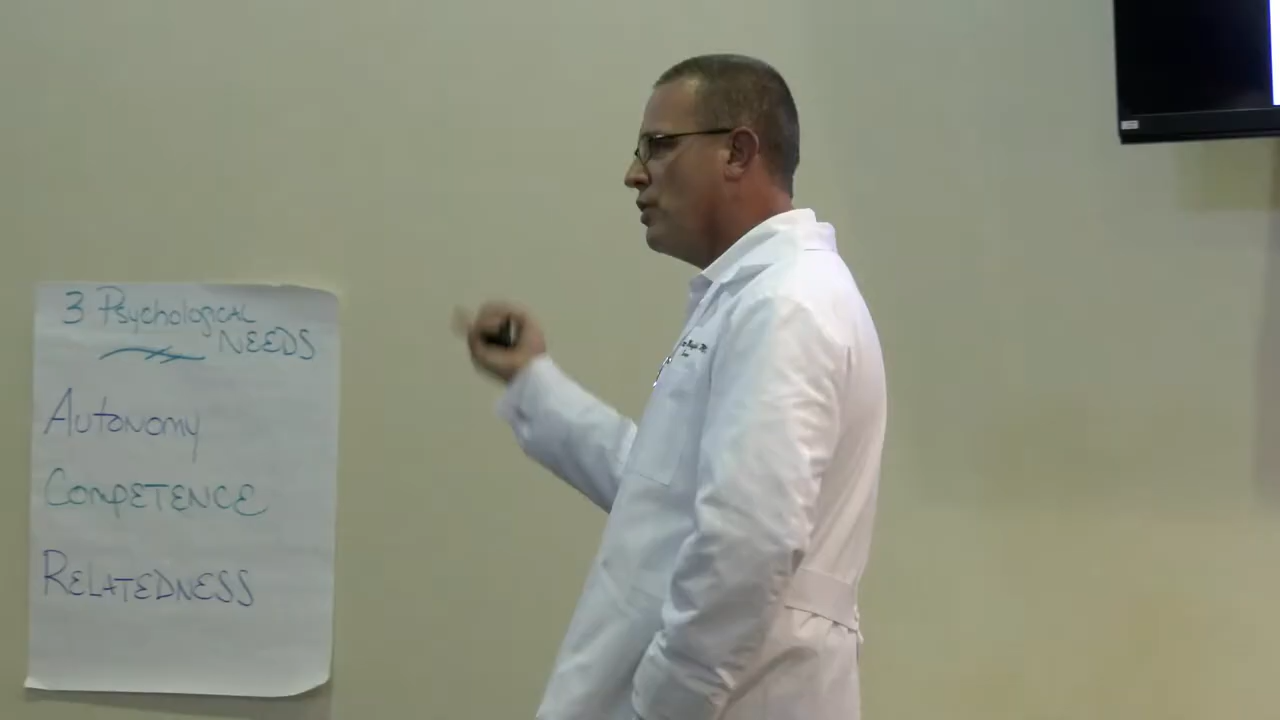 3 Psychological
NEEDS
Autonomy
Competence
Relatedness